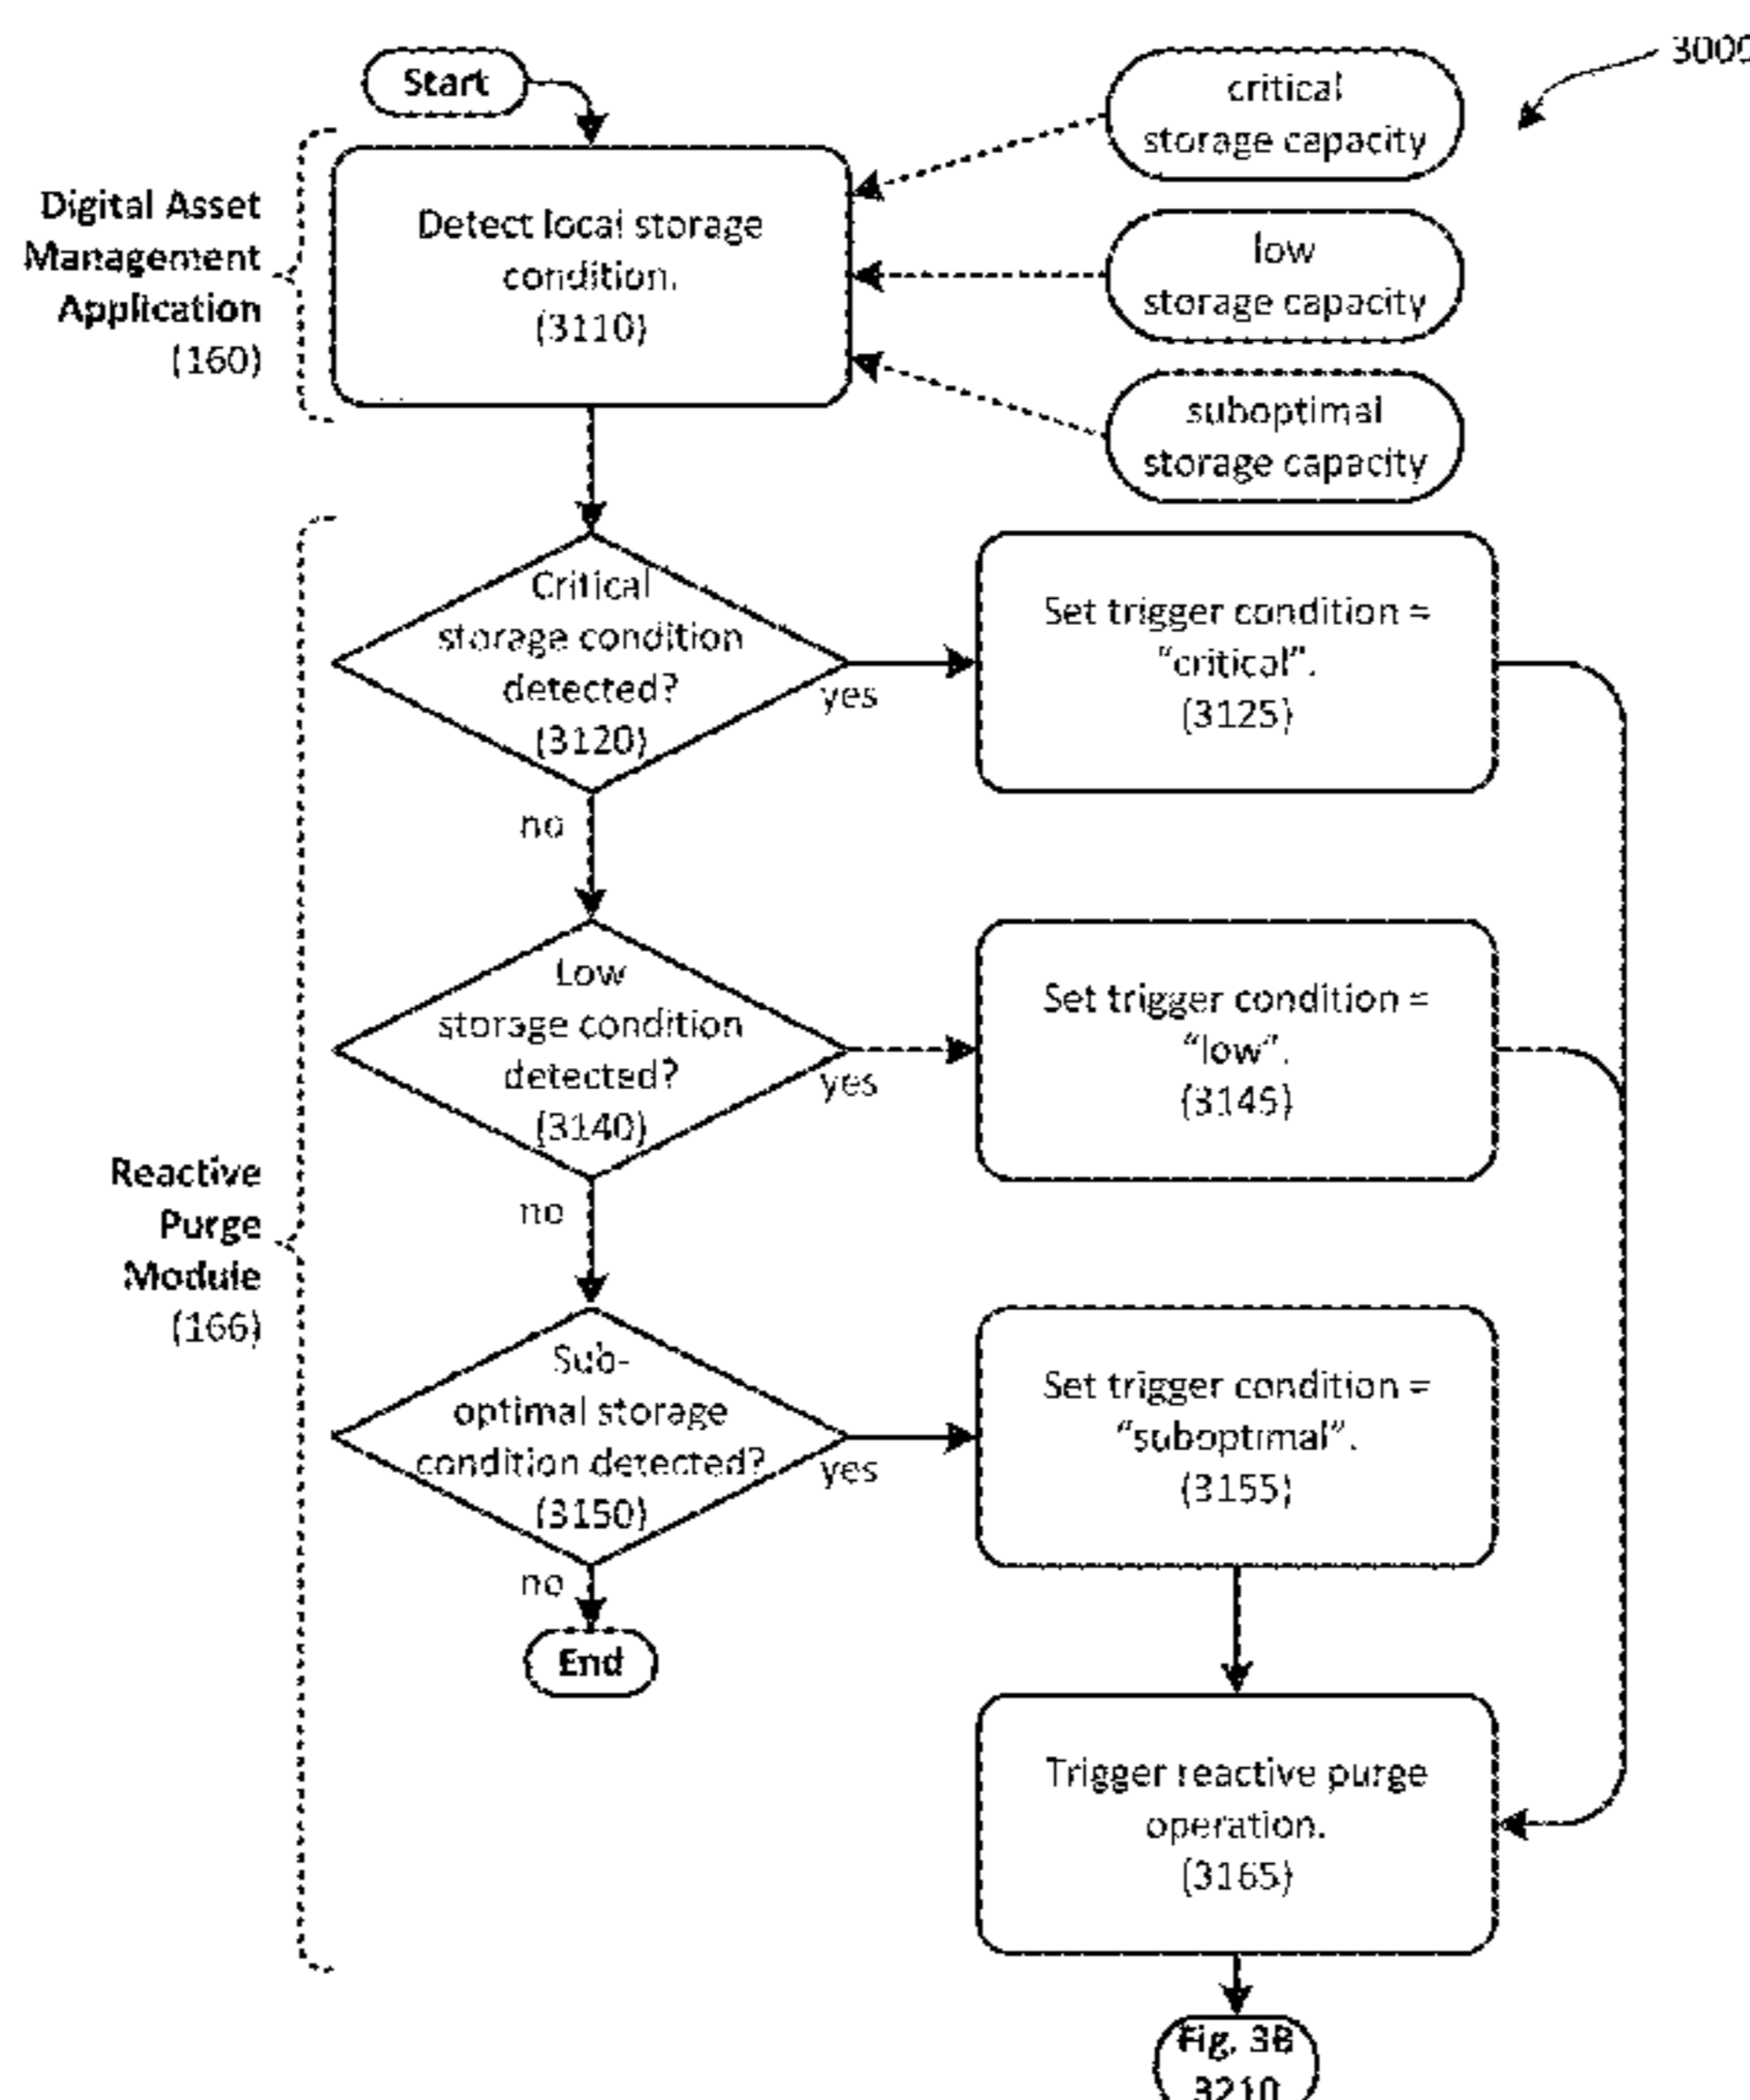 3000
Start
critical
storage capacity
Digital Asset
Management
Application
(160)
Detect local storage
condition.
(3110)
low
storage capacity
suboptimal
storage capacity
Critical
storage condition
detected?
(3120)
yes
no
Set trigger condition =
“critical”.
(3125)
Low
storage condition
detected?
(3140)
yes
no
Set trigger condition =
“low”.
(3145)
Reactive
Purge
Module
(166)
Sub-
optimal storage
condition detected?
(3150)
yes
no
Set trigger condition =
“suboptimal”.
(3155)
End
Trigger reactive purge
operation.
(3165)
Fig. 3B
3210